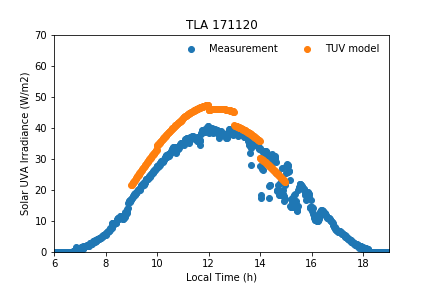 TLA 171120
Measurement TUV model
70
60
50
40
30
20
10
0
Solar UVA Irradiance (W/m2)
6 8 10 12 14 16 18
Local Time (h)